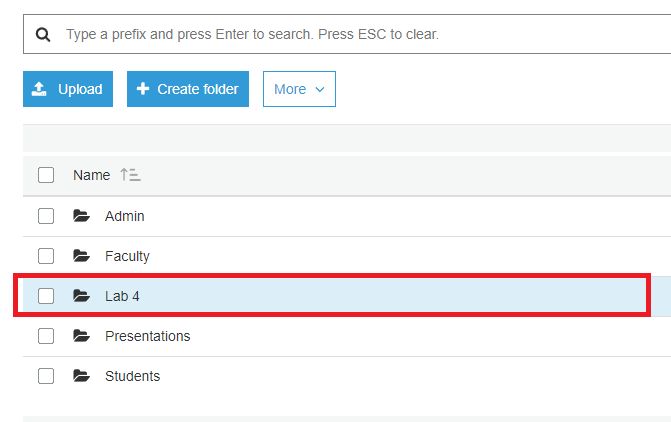 Type a prefix and press Enter to search. Press ESC to clear.
Upload Create folder More
Name
Admin
Faculty
Lab 4
Presentations
Students